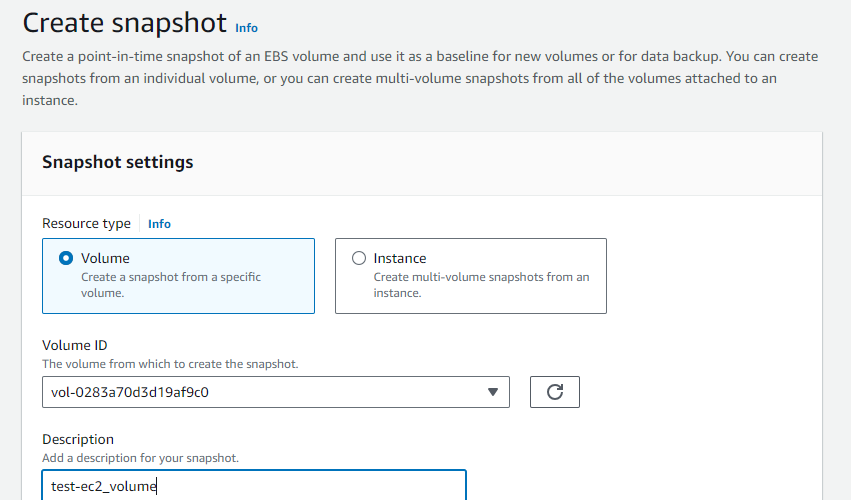 Create snapshot Info
Create a point-in-time snapshot of an EBS volume and use it as a baseline for new volumes or for data backup. You can create
snapshots from an individual volume, or you can create multi-volume snapshots from all of the volumes attached to an
instance.
Snapshot settings
Resource type Info
Volume
Create a snapshot from a specific
volume.
Instance
Create multi-volume snapshots from an
instance.
Volume ID
The volume from which to create the snapshot.
vol-0283a70d3d19af9c0
Description
Add a description for your snapshot.
test-ec2_volume